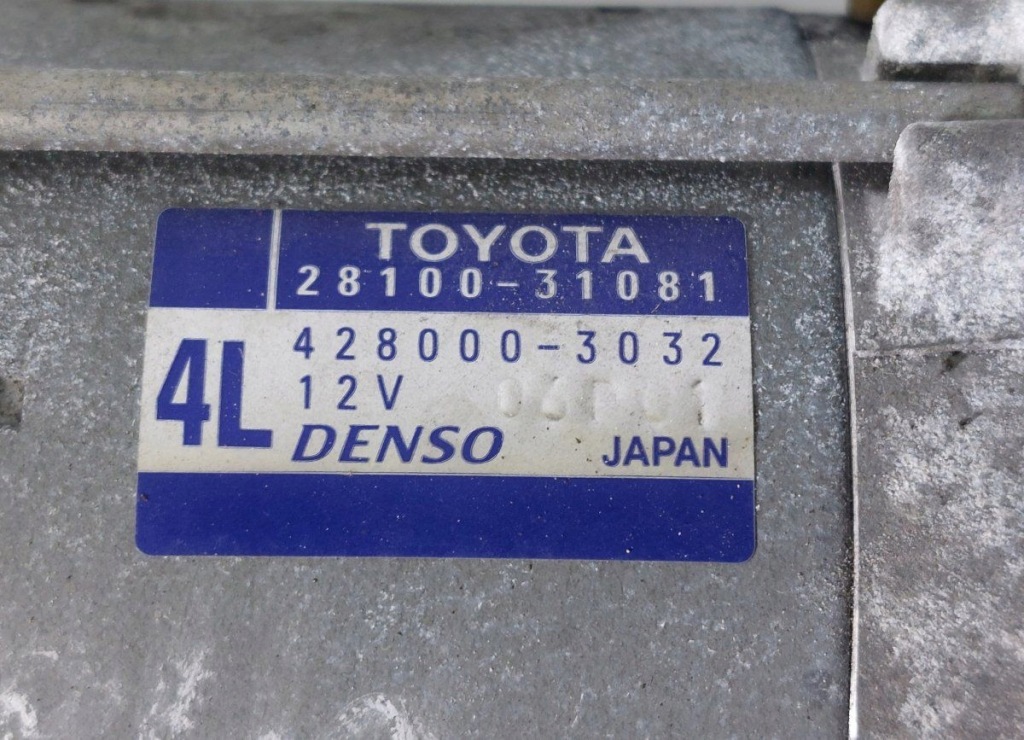 TOYOTA
28100-31081
4L
428000-3032
12V
DENSO JAPAN